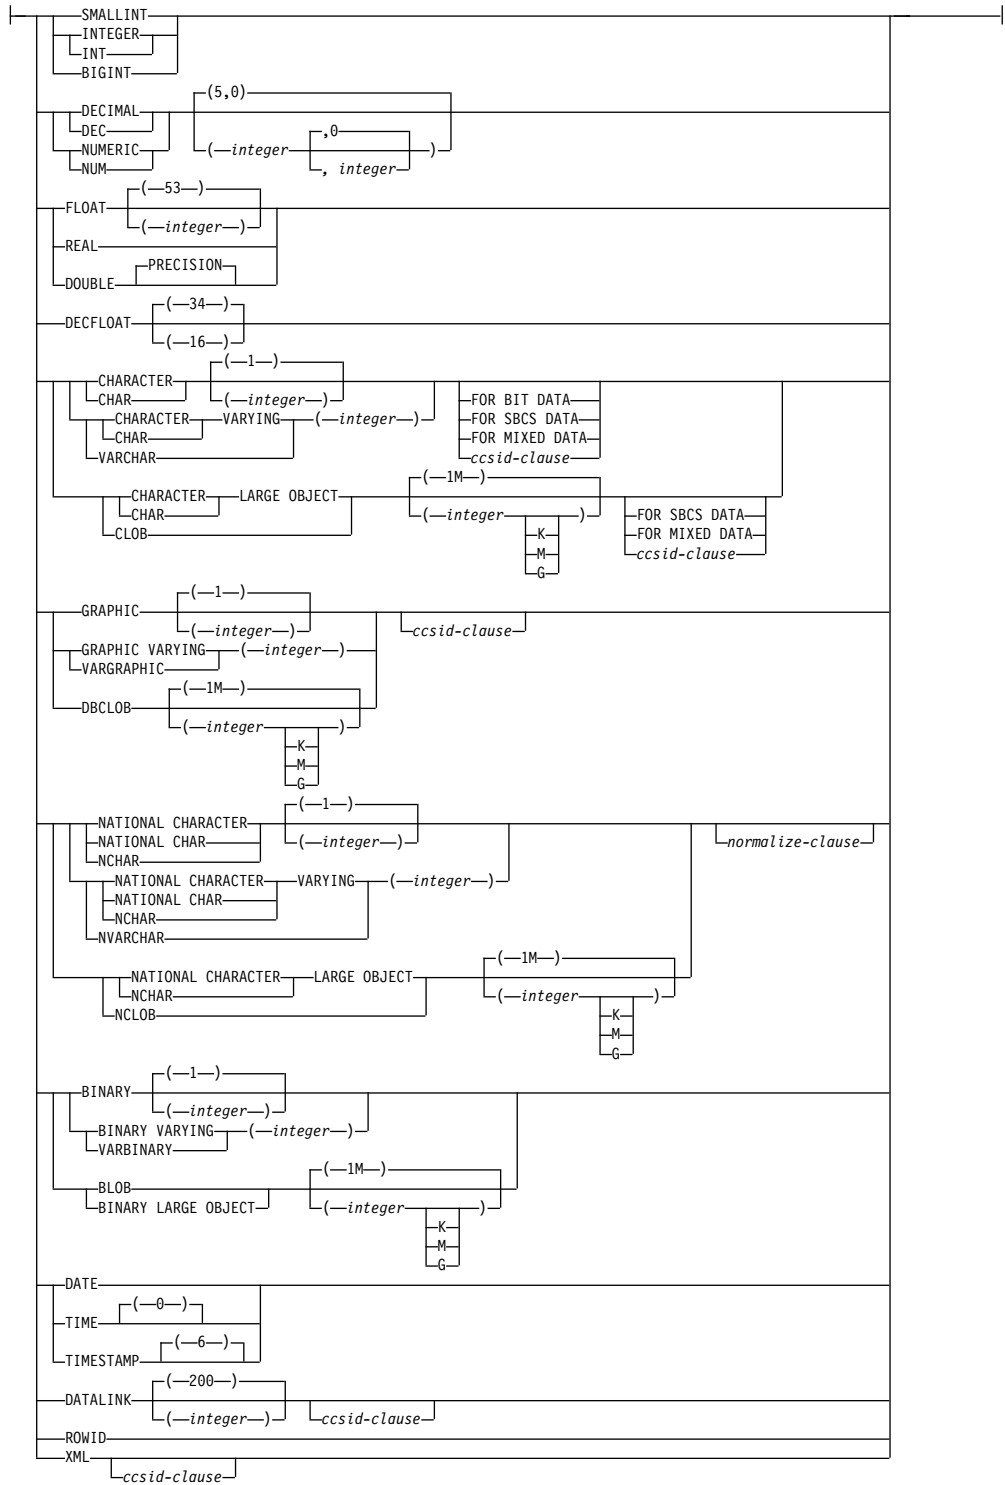 SMALLINT
INTEGER
INT
BIGINT
(5,0)
DECIMAL
DEC ,0
NUMERIC ( integer )
NUM , integer
( 53 )
FLOAT
( integer )
REAL
PRECISION
DOUBLE
( 34 )
DECFLOAT
( 16 )
( 1 )
CHARACTER
CHAR ( integer ) FOR BIT DATA
CHARACTER VARYING ( integer ) FOR SBCS DATA
CHAR FOR MIXED DATA
VARCHAR ccsid-clause
( 1M )
CHARACTER LARGE OBJECT
CHAR ( integer ) FOR SBCS DATA
CLOB K FOR MIXED DATA
M ccsid-clause
G
( 1 )
GRAPHIC
( integer ) ccsid-clause
GRAPHIC VARYING ( integer )
VARGRAPHIC
( 1M )
DBCLOB
( integer )
K
M
G
( 1 )
NATIONAL CHARACTER
NATIONAL CHAR ( integer ) normalize-clause
NCHAR
NATIONAL CHARACTER VARYING ( integer )
NATIONAL CHAR
NCHAR
NVARCHAR
( 1M )
NATIONAL CHARACTER LARGE OBJECT
NCHAR ( integer )
NCLOB K
M
G
( 1 )
BINARY
( integer )
BINARY VARYING ( integer )
VARBINARY
( 1M )
BLOB
BINARY LARGE OBJECT ( integer )
K
M
G
DATE
( 0 )
TIME
( 6 )
TIMESTAMP
( 200 )
DATALINK
( integer ) ccsid-clause
ROWID
XML
ccsid-clause